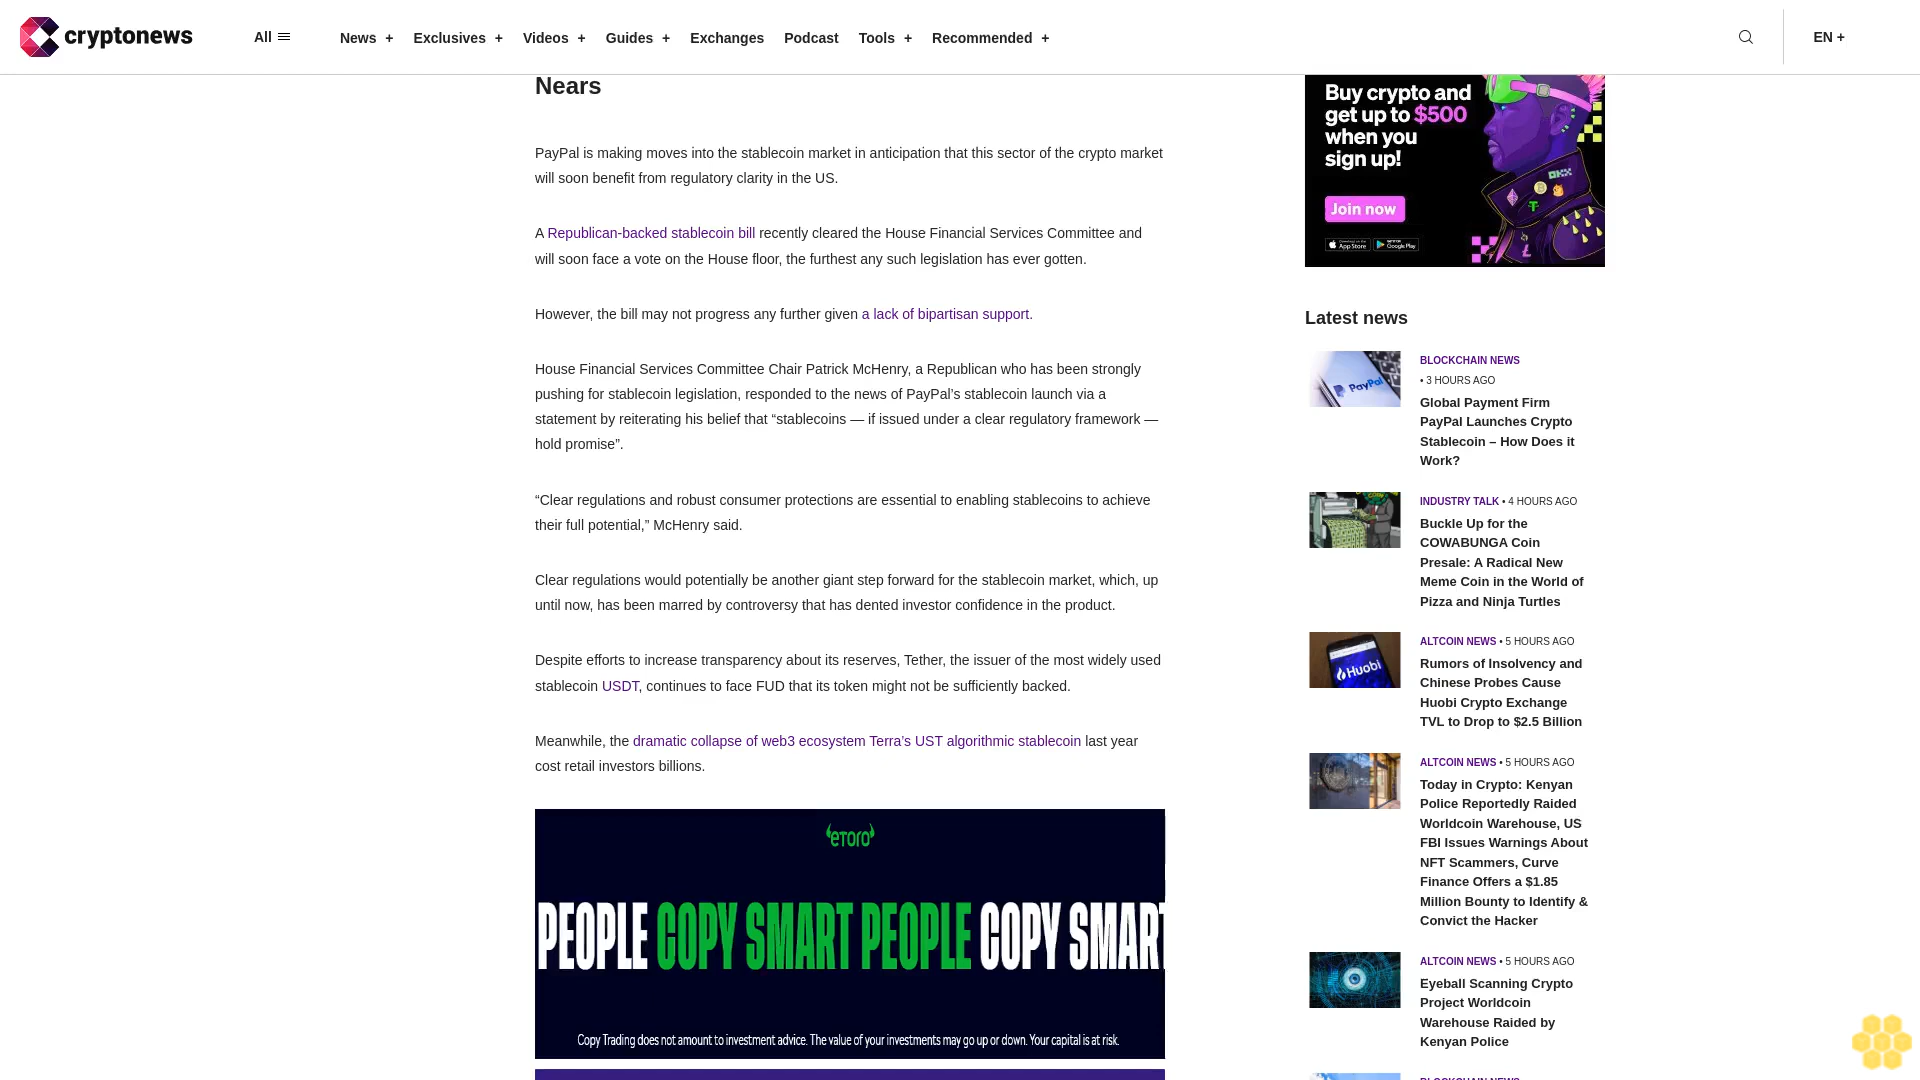 cryptonews
All
News +
Exclusives +
Videos +
Guides +
Exchanges
Podcast
Tools +
Recommended +
EN +
Nears
PayPal is making moves into the stablecoin market in anticipation that this sector of the crypto market
will soon benefit from regulatory clarity in the US.
A Republican-backed stablecoin bill recently cleared the House Financial Services Committee and
will soon face a vote on the House floor, the furthest any such legislation has ever gotten.
However, the bill may not progress any further given a lack of bipartisan support.
House Financial Services Committee Chair Patrick McHenry, a Republican who has been strongly
pushing for stablecoin legislation, responded to the news of PayPal’s stablecoin launch via a
statement by reiterating his belief that “stablecoins — if issued under a clear regulatory framework —
hold promise”.
“Clear regulations and robust consumer protections are essential to enabling stablecoins to achieve
their full potential,” McHenry said.
Clear regulations would potentially be another giant step forward for the stablecoin market, which, up
until now, has been marred by controversy that has dented investor confidence in the product.
Despite efforts to increase transparency about its reserves, Tether, the issuer of the most widely used
stablecoin USDT, continues to face FUD that its token might not be sufficiently backed.
Meanwhile, the dramatic collapse of web3 ecosystem Terra’s UST algorithmic stablecoin last year
cost retail investors billions.
eToro
PEOPLE COPY SMART PEOPLE COPY SMART
Copy Trading does not amount to investment advice. The value of your investments may go up or down. Your capital is at risk.
Buy crypto and
get up to $500
when you
sign up!
Join now
App Store
Google Play
OKX
Latest news
PayPal
BLOCKCHAIN NEWS
• 3 HOURS AGO
Global Payment Firm
PayPal Launches Crypto
Stablecoin – How Does it
Work?
INDUSTRY TALK • 4 HOURS AGO
Buckle Up for the
COWABUNGA Coin
Presale: A Radical New
Meme Coin in the World of
Pizza and Ninja Turtles
Huobi
ALTCOIN NEWS • 5 HOURS AGO
Rumors of Insolvency and
Chinese Probes Cause
Huobi Crypto Exchange
TVL to Drop to $2.5 Billion
ALTCOIN NEWS • 5 HOURS AGO
Today in Crypto: Kenyan
Police Reportedly Raided
Worldcoin Warehouse, US
FBI Issues Warnings About
NFT Scammers, Curve
Finance Offers a $1.85
Million Bounty to Identify &
Convict the Hacker
ALTCOIN NEWS • 5 HOURS AGO
Eyeball Scanning Crypto
Project Worldcoin
Warehouse Raided by
Kenyan Police